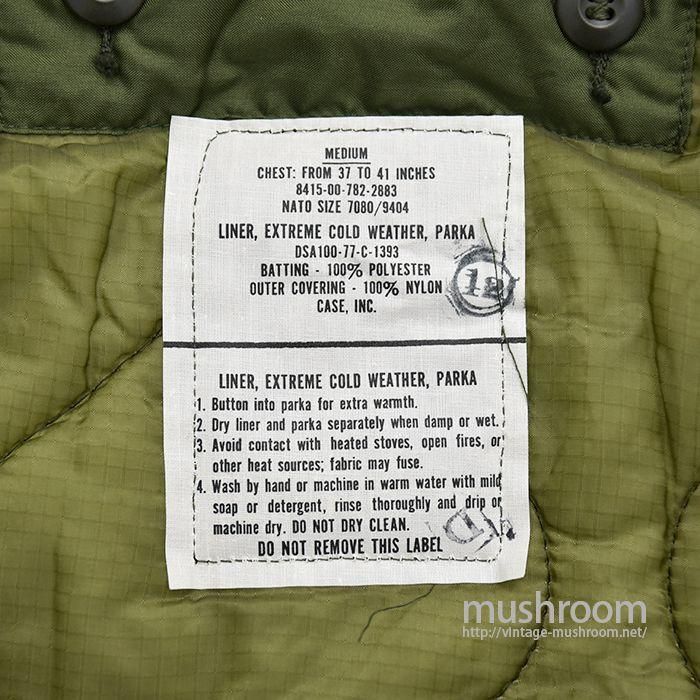 MEDIUM
CHEST: FROM 37 TO 41 INCHES
8415-00-782-2883
NATO SIZE 7080/9404
LINER, EXTREME COLD WEATHER, PARKA
DSA100-77-C-1393
BATTING - 100% POLYESTER
OUTER COVERING - 100% NYLON
CASE, INC.
12
LINER, EXTREME COLD WEATHER, PARKA
1. Button into parka for extra warmth.
2. Dry liner and parka separately when damp or wet.
3. Avoid contact with heated stoves, open fires, or
other heat sources; fabric may fuse.
4. Wash by hand or machine in warm water with mild
soap or detergent, rinse thoroughly and drip or
machine dry. DO NOT DRY CLEAN.
DO NOT REMOVE THIS LABEL
mushroom
http://vintage-mushroom.net/